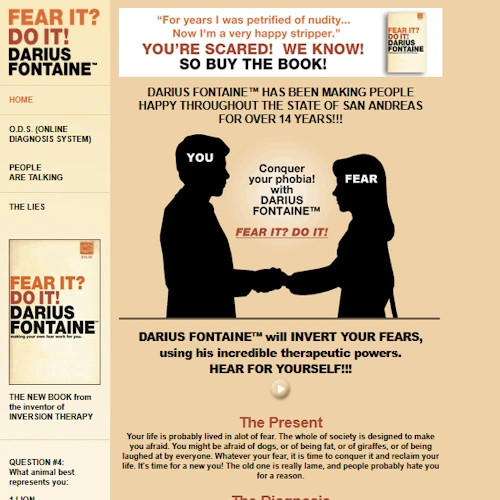 FEAR IT?
DO IT!
DARIUS
FONTAINE™
HOME
O.D.S. (ONLINE
DIAGNOSIS SYSTEM)
PEOPLE
ARE TALKING
THE LIES
FEAR IT?
DO IT!
DARIUS
FONTAINE™
making your own fear work for you.
THE NEW BOOK from
the inventor of
INVERSION THERAPY
QUESTION #4:
What animal best
represents you:
1 LION
“For years I was petrified of nudity...
Now I'm a very happy stripper.”
YOU'RE SCARED! WE KNOW!
SO BUY THE BOOK!
FEAR IT?
DO IT!
DARIUS
FONTAINE
DARIUS FONTAINE™ HAS BEEN MAKING PEOPLE
HAPPY THROUGHOUT THE STATE OF SAN ANDREAS
FOR OVER 14 YEARS!!!
YOU
FEAR
Conquer
your phobia!
with
DARIUS
FONTAINE™
FEAR IT? DO IT!
DARIUS FONTAINE™ will INVERT YOUR FEARS,
using his incredible therapeutic powers.
HEAR FOR YOURSELF!!!
The Present
Your life is probably lived in alot of fear. The whole of society is designed to make
you afraid. You might be afraid of dogs, or of being fat, or of giraffes, or of being
laughed at by everyone. Whatever your fear, it is time to conquer it and reclaim your
life. It's time for a new you! The old one is really lame, and people probably hate you
for a reason.
The Diagnosis